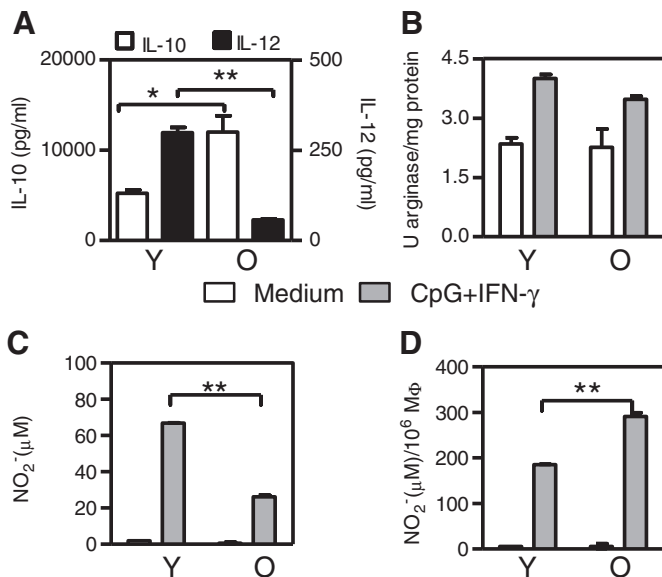 A
IL-10 IL-12
20000
10000
0
IL-10 (pg/ml)
500
250
0
IL-12 (pg/ml)
*
**
Y O
B
4.5
3.0
1.5
0.0
U arginase/mg protein
Y O
Medium CpG+IFN-γ
C
100
80
60
40
20
0
NO2-(μM)
**
Y O
D
400
300
200
100
0
NO2-(μM)/10^6 MΦ
**
Y O